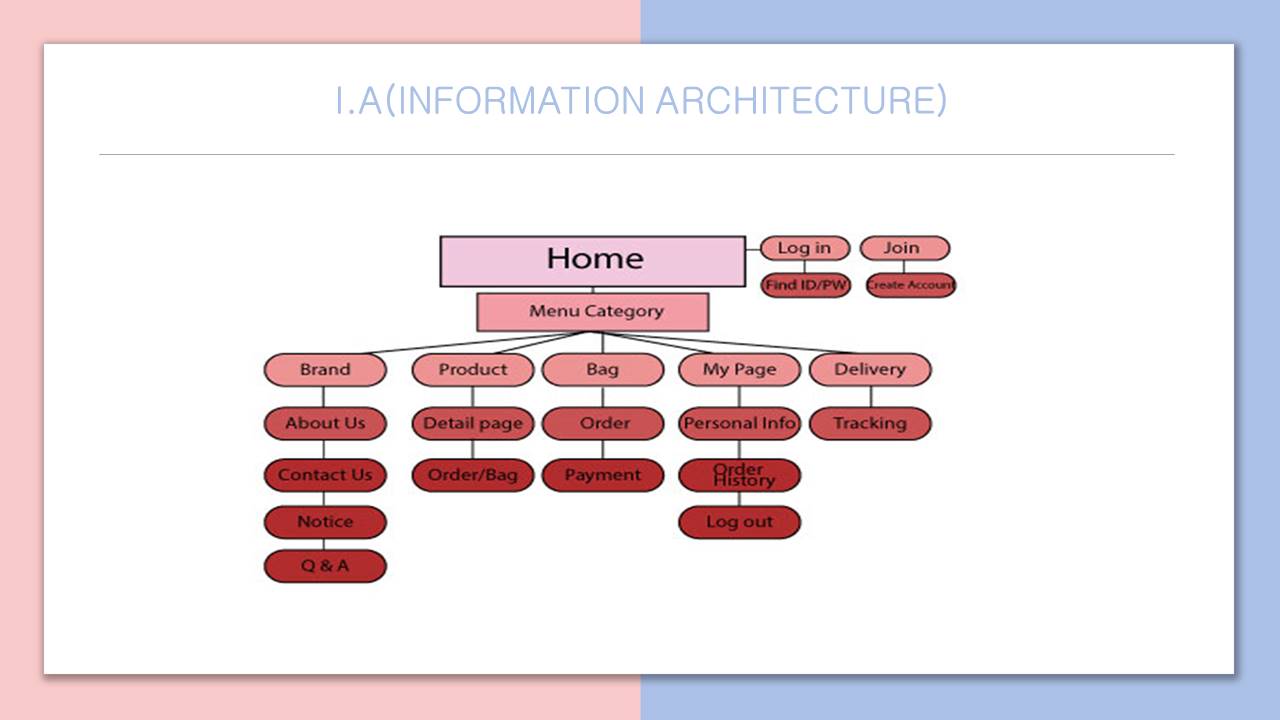 I.A(INFORMATION ARCHITECTURE)
Home
Log in
Join
Find ID/PW
Create Account
Menu Category
Brand
Product
Bag
My Page
Delivery
About Us
Detail page
Order
Personal Info
Tracking
Contact Us
Order/Bag
Payment
Order
History
Notice
Log out
Q & A